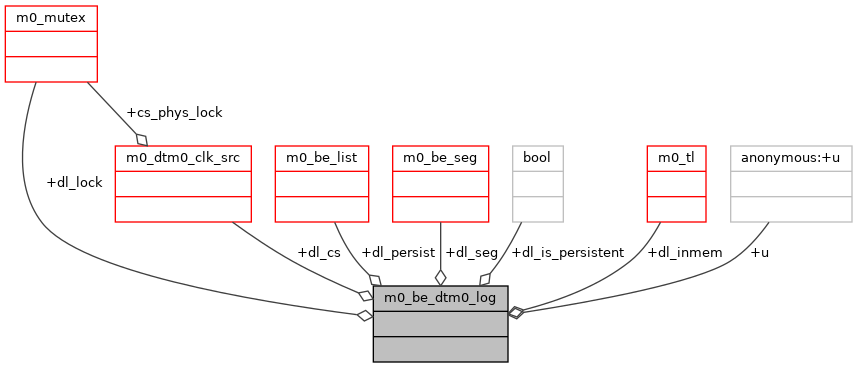 m0_mutex
+cs_phys_lock
m0_dtm0_clk_src
m0_be_list
m0_be_seg
bool
m0_tl
anonymous:+u
+dl_lock
+dl_cs
+dl_persist
+dl_seg
+dl_is_persistent
+dl_inmem
+u
m0_be_dtm0_log